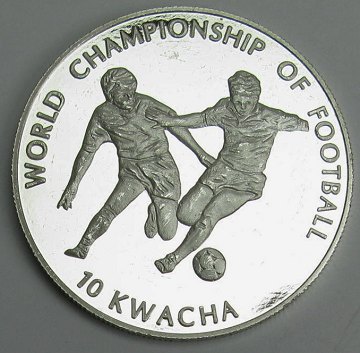 WORLD CHAMPIONSHIP OF FOOTBALL
10 KWACHA